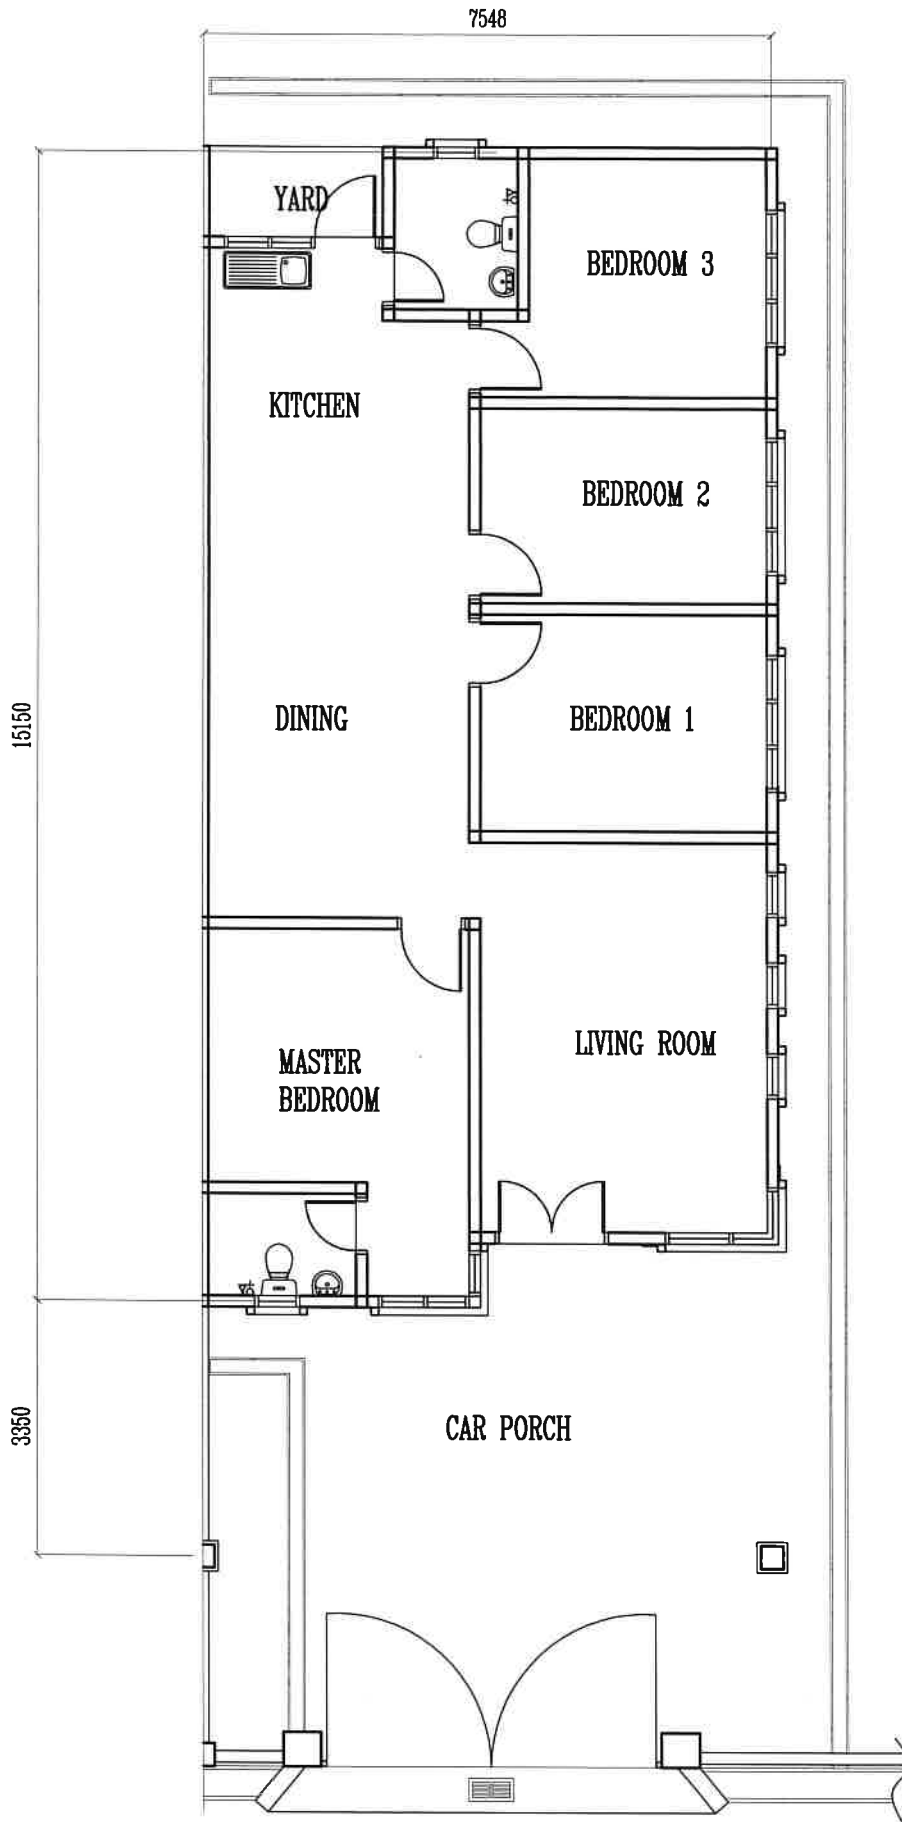 7548
YARD
BEDROOM 3
KITCHEN
BEDROOM 2
15150
DINING
BEDROOM 1
LIVING ROOM
MASTER
BEDROOM
3350
CAR PORCH